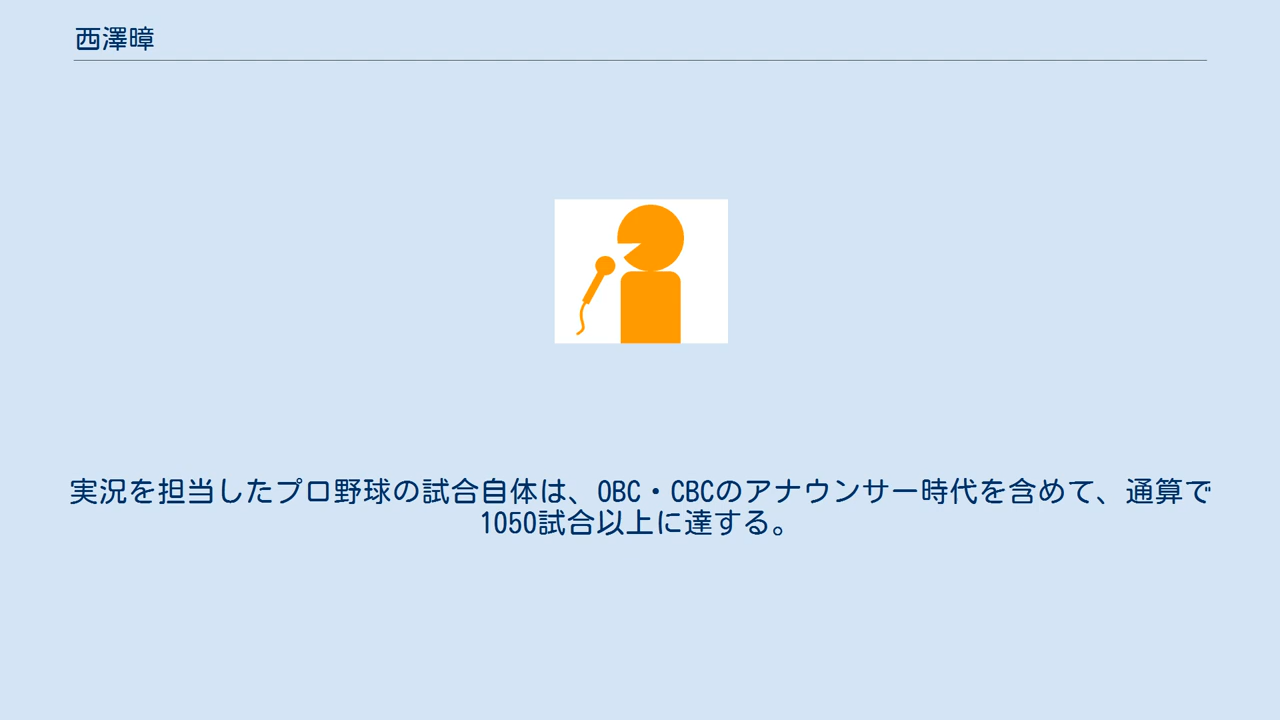 西澤暲
実況を担当したプロ野球の試合自体は、OBC・CBCのアナウンサー時代を含めて、通算で
1050試合以上に達する。